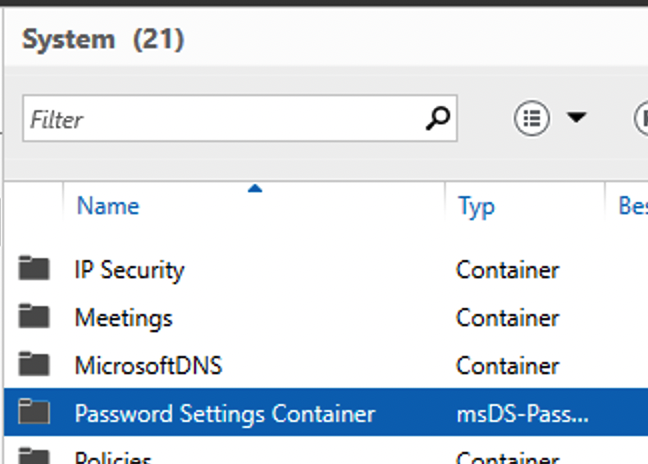 System (21)
Filter
Name Typ Bes
IP Security Container
Meetings Container
MicrosoftDNS Container
Password Settings Container msDS-Pass...
Policies Container